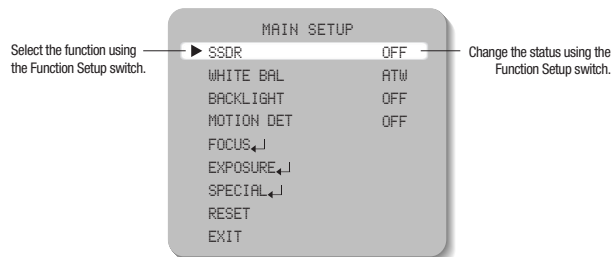 MAIN SETUP
Select the function using
the Function Setup switch.
▶ SSDR OFF
Change the status using the
Function Setup switch.
WHITE BAL ATW
BACKLIGHT OFF
MOTION DET OFF
FOCUS↵
EXPOSURE↵
SPECIAL↵
RESET
EXIT